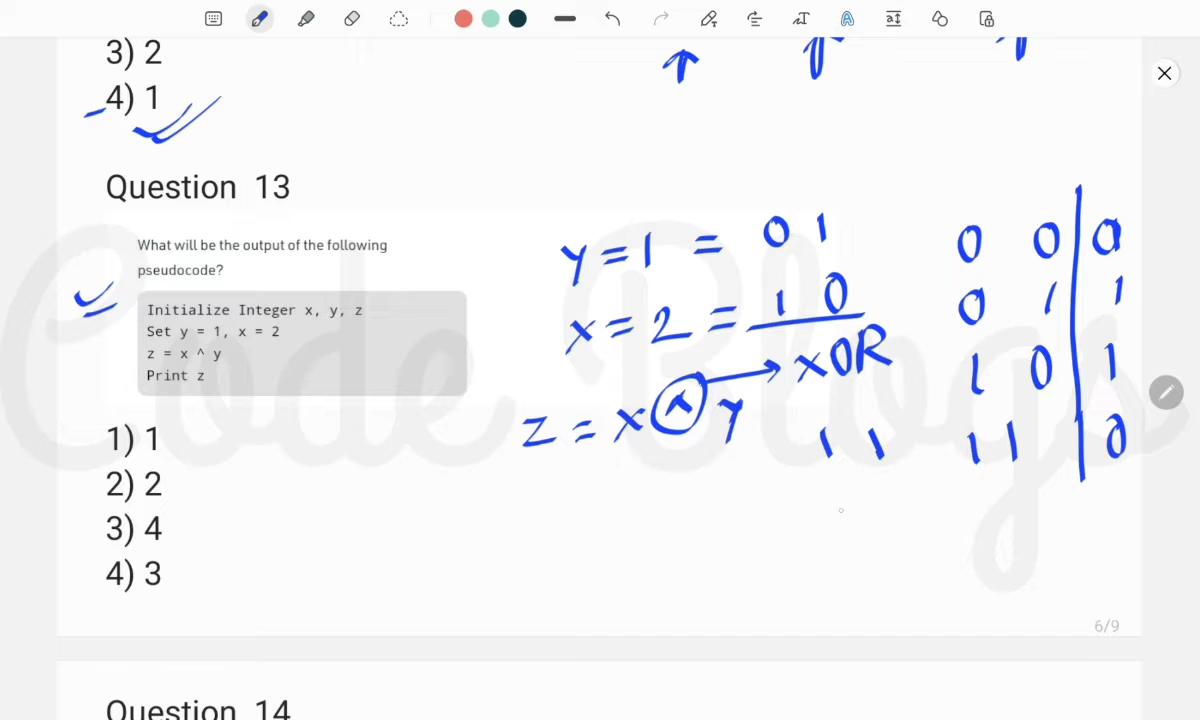 3) 2
4) 1
Question 13
What will be the output of the following
pseudocode?
Initialize Integer x, y, z
Set y = 1, x = 2
z = x ^ y
Print z
1) 1
2) 2
3) 4
4) 3
y = 1 = 0 1
x = 2 = 1 0
XOR
z = x ^ y
1 1
0 0 | 0
0 1 | 1
1 0 | 1
1 1 | 0
Code Blogs
6/9
Question 14